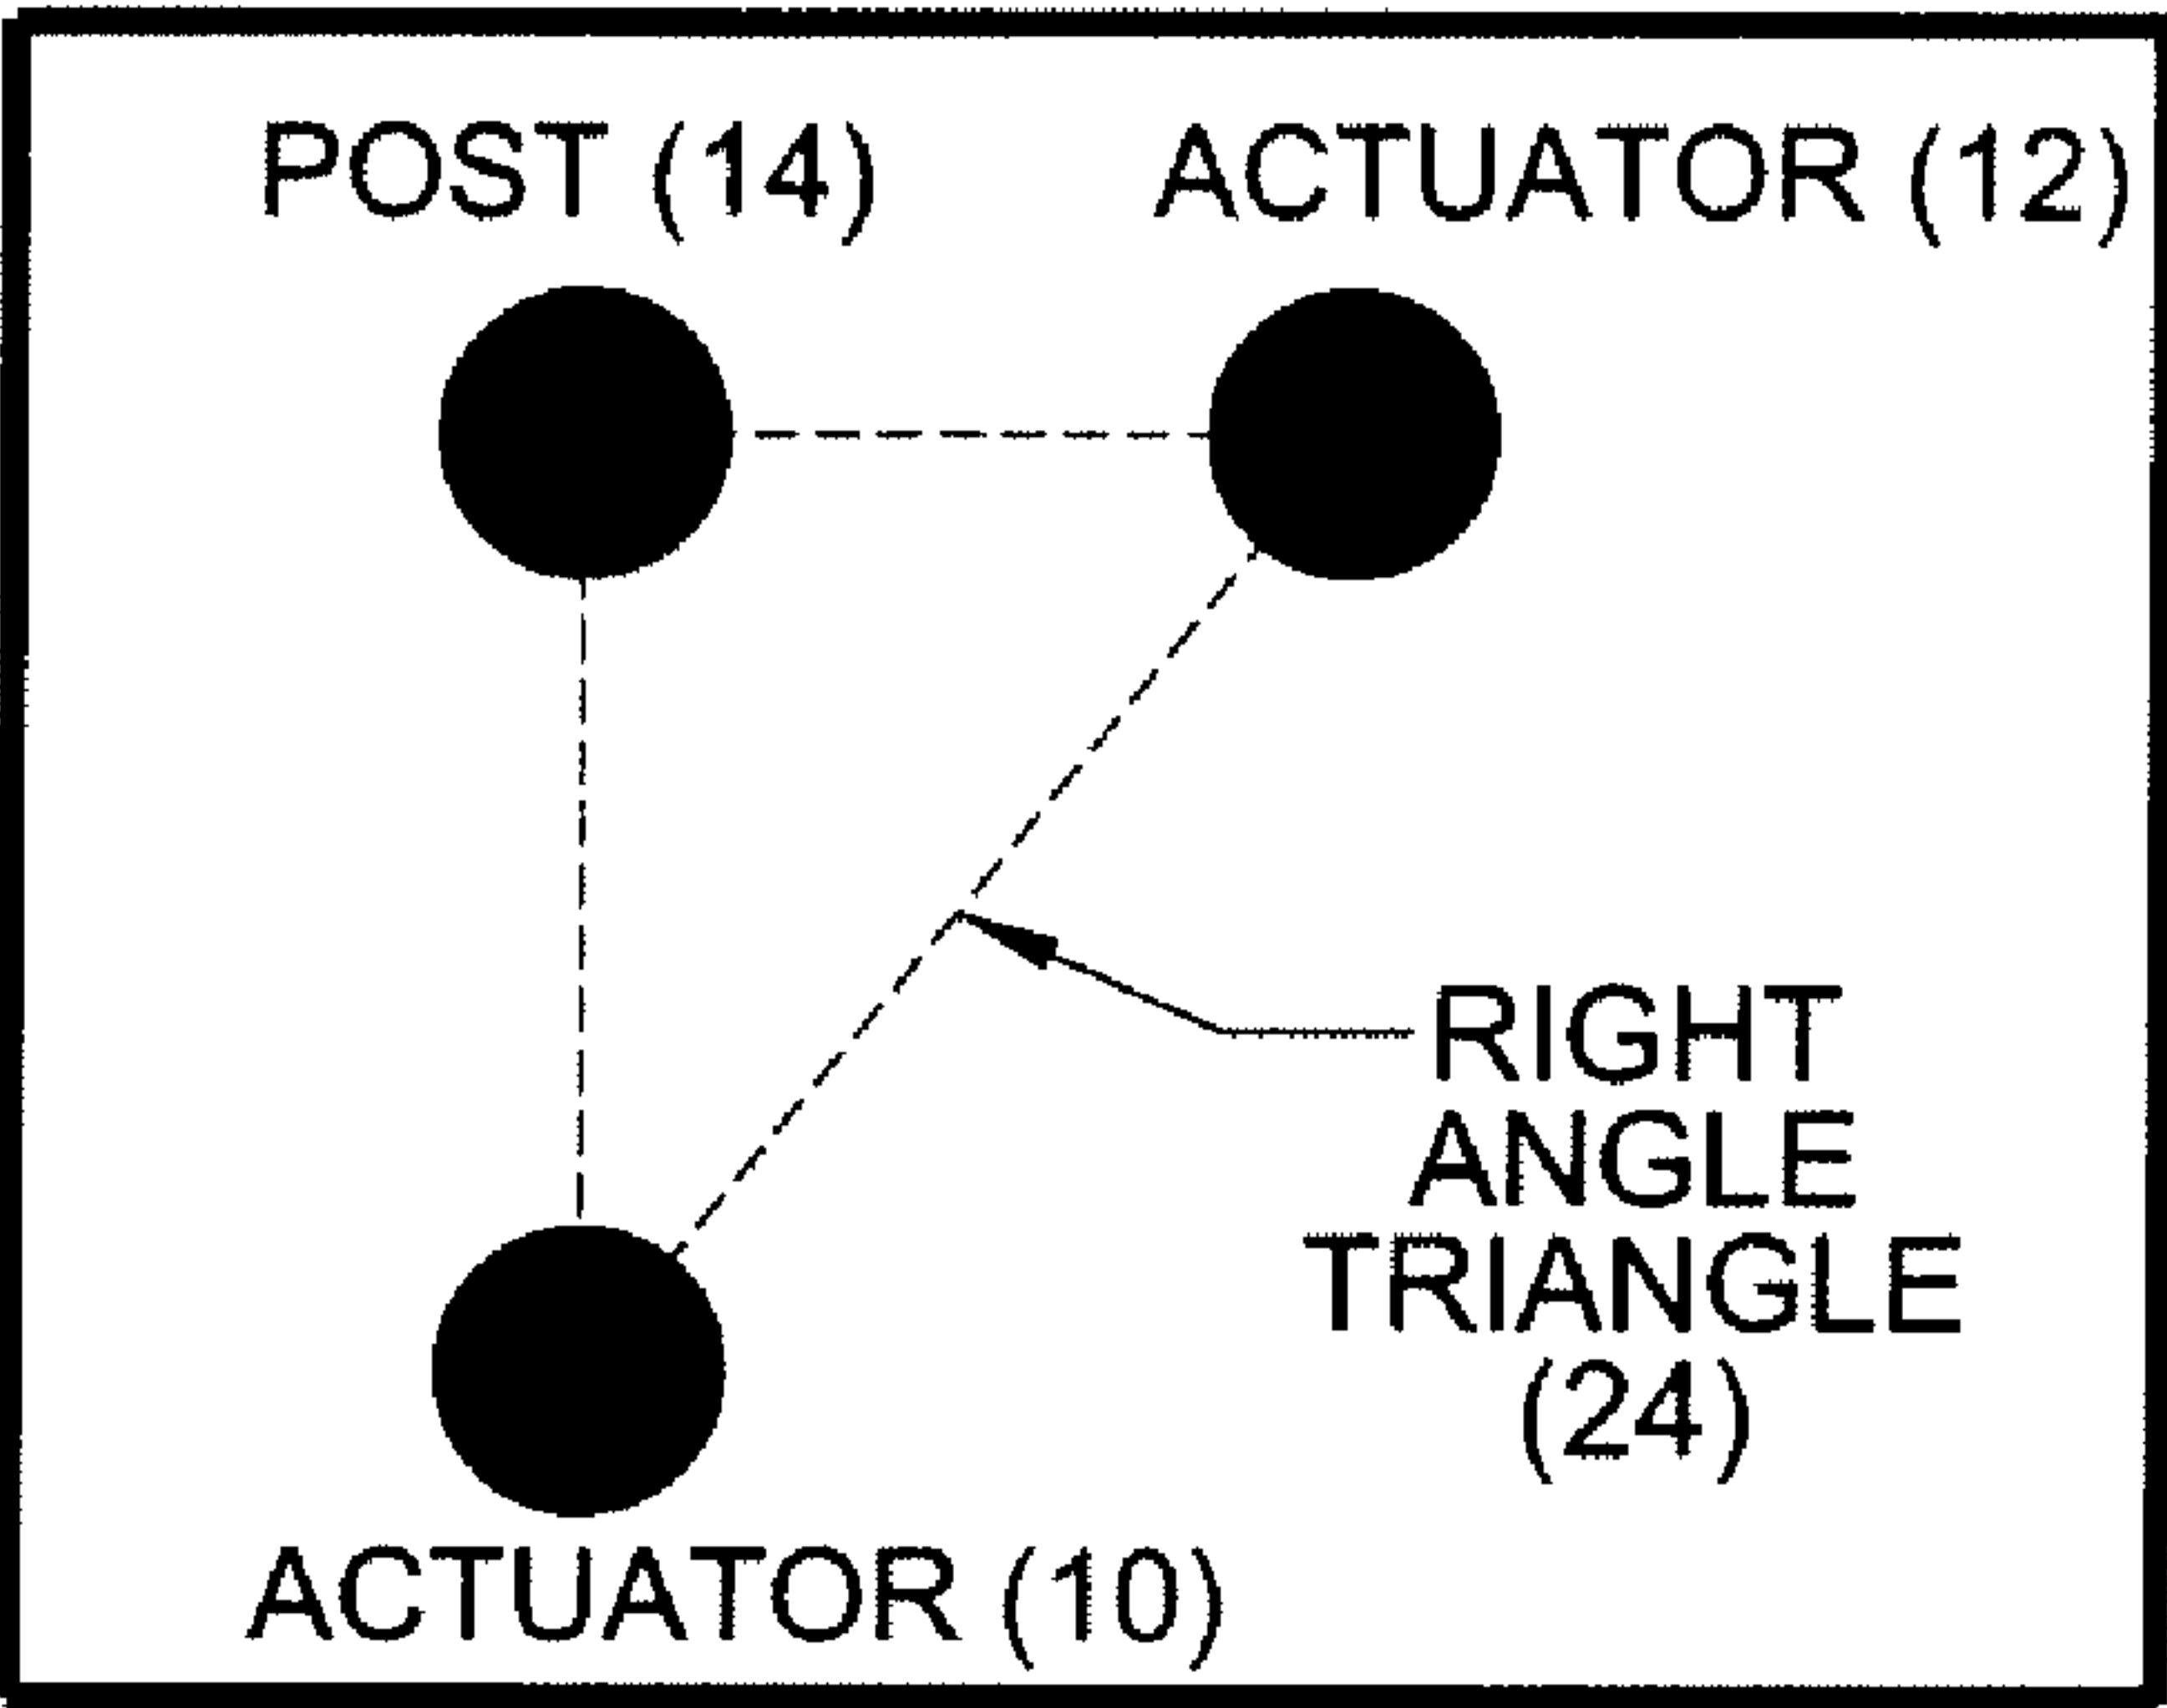 POST (14)
ACTUATOR (12)
RIGHT
ANGLE
TRIANGLE
(24)
ACTUATOR (10)